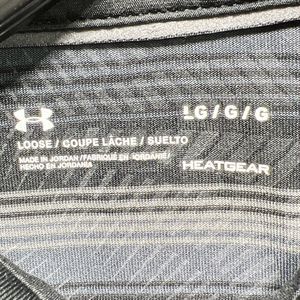 LG/G/G
LOOSE / COUPE LÂCHE / SUELTO
MADE IN JORDAN / FABRIQUÉ EN JORDANIE /
HECHO EN JORDANIA
HEATGEAR